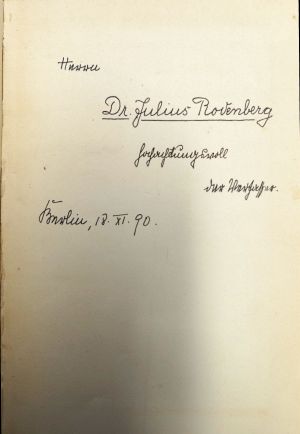 Herrn
Dr. Julius Rodenberg
hochachtungsvoll
der Verfasser.
Berlin, 18. XI. 90.